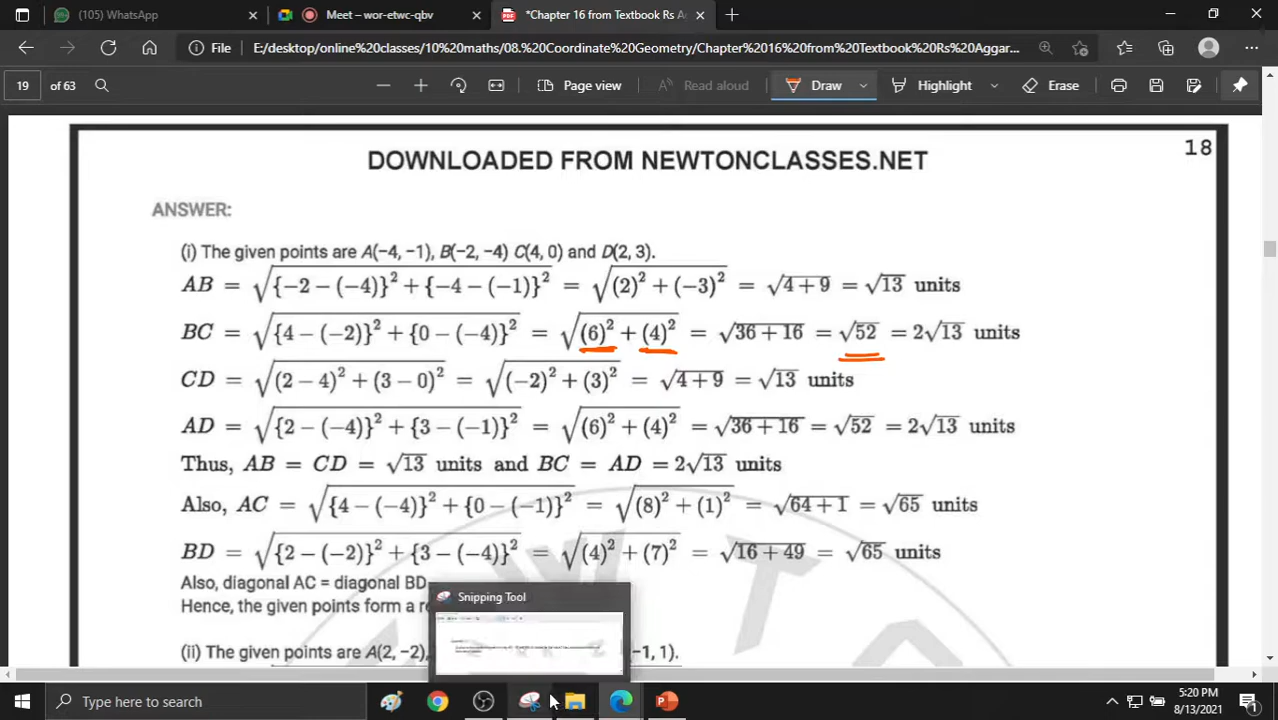 (105) WhatsApp
Meet – wor-etwc-qbv
*Chapter 16 from Textbook Rs Ag
File
E:/desktop/online%20classes/10%20maths/08.%20Coordinate%20Geometry/Chapter%2016%20from%20Textbook%20Rs%20Aggar...
19 of 63
Page view
Read aloud
Draw
Highlight
Erase
18
DOWNLOADED FROM NEWTONCLASSES.NET
ANSWER:
(i) The given points are A(−4, −1), B(−2, −4) C(4, 0) and D(2, 3).
AB = √{−2 − (−4)}² + {−4 − (−1)}² = √(2)² + (−3)² = √4 + 9 = √13 units
BC = √{4 − (−2)}² + {0 − (−4)}² = √(6)² + (4)² = √36 + 16 = √52 = 2√13 units
CD = √(2 − 4)² + (3 − 0)² = √(−2)² + (3)² = √4 + 9 = √13 units
AD = √{2 − (−4)}² + {3 − (−1)}² = √(6)² + (4)² = √36 + 16 = √52 = 2√13 units
Thus, AB = CD = √13 units and BC = AD = 2√13 units
Also, AC = √{4 − (−4)}² + {0 − (−1)}² = √(8)² + (1)² = √64 + 1 = √65 units
BD = √{2 − (−2)}² + {3 − (−4)}² = √(4)² + (7)² = √16 + 49 = √65 units
Also, diagonal AC = diagonal BD
Hence, the given points form a r
Snipping Tool
(ii) The given points are A(2, −2), −1, 1).
Type here to search
5:20 PM
8/13/2021